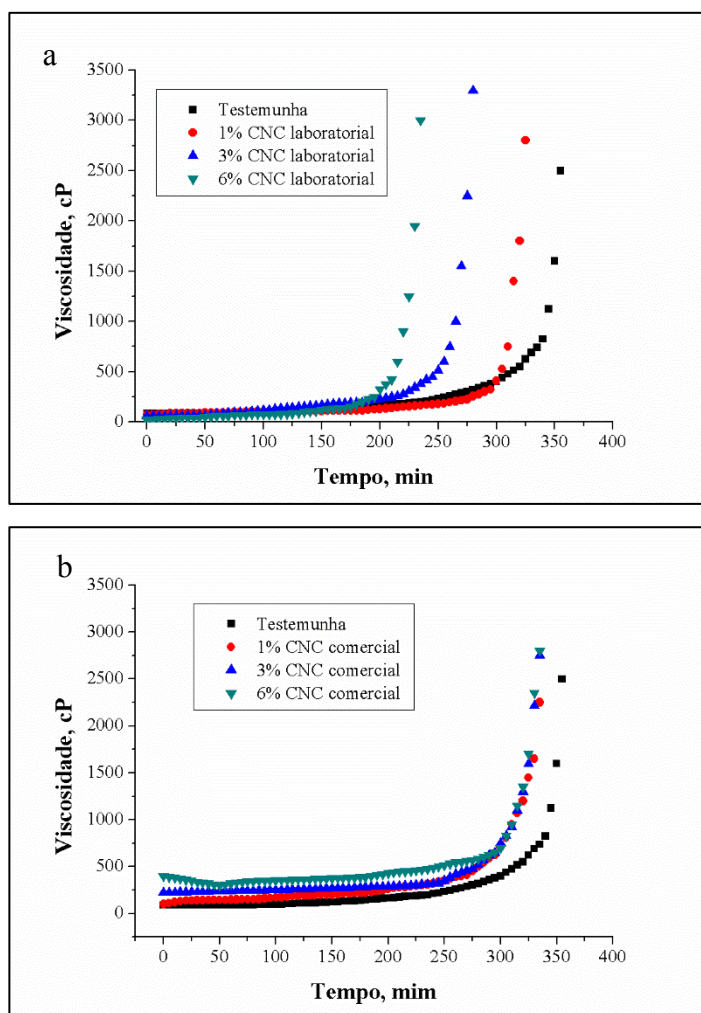 a
3500
3000
2500
2000
1500
1000
500
0
Viscosidade, cP
Testemunha
1% CNC laboratorial
3% CNC laboratorial
6% CNC laboratorial
0 50 100 150 200 250 300 350 400
Tempo, min
b
3500
3000
2500
2000
1500
1000
500
0
Viscosidade, cP
Testemunha
1% CNC comercial
3% CNC comercial
6% CNC comercial
0 50 100 150 200 250 300 350 400
Tempo, mim